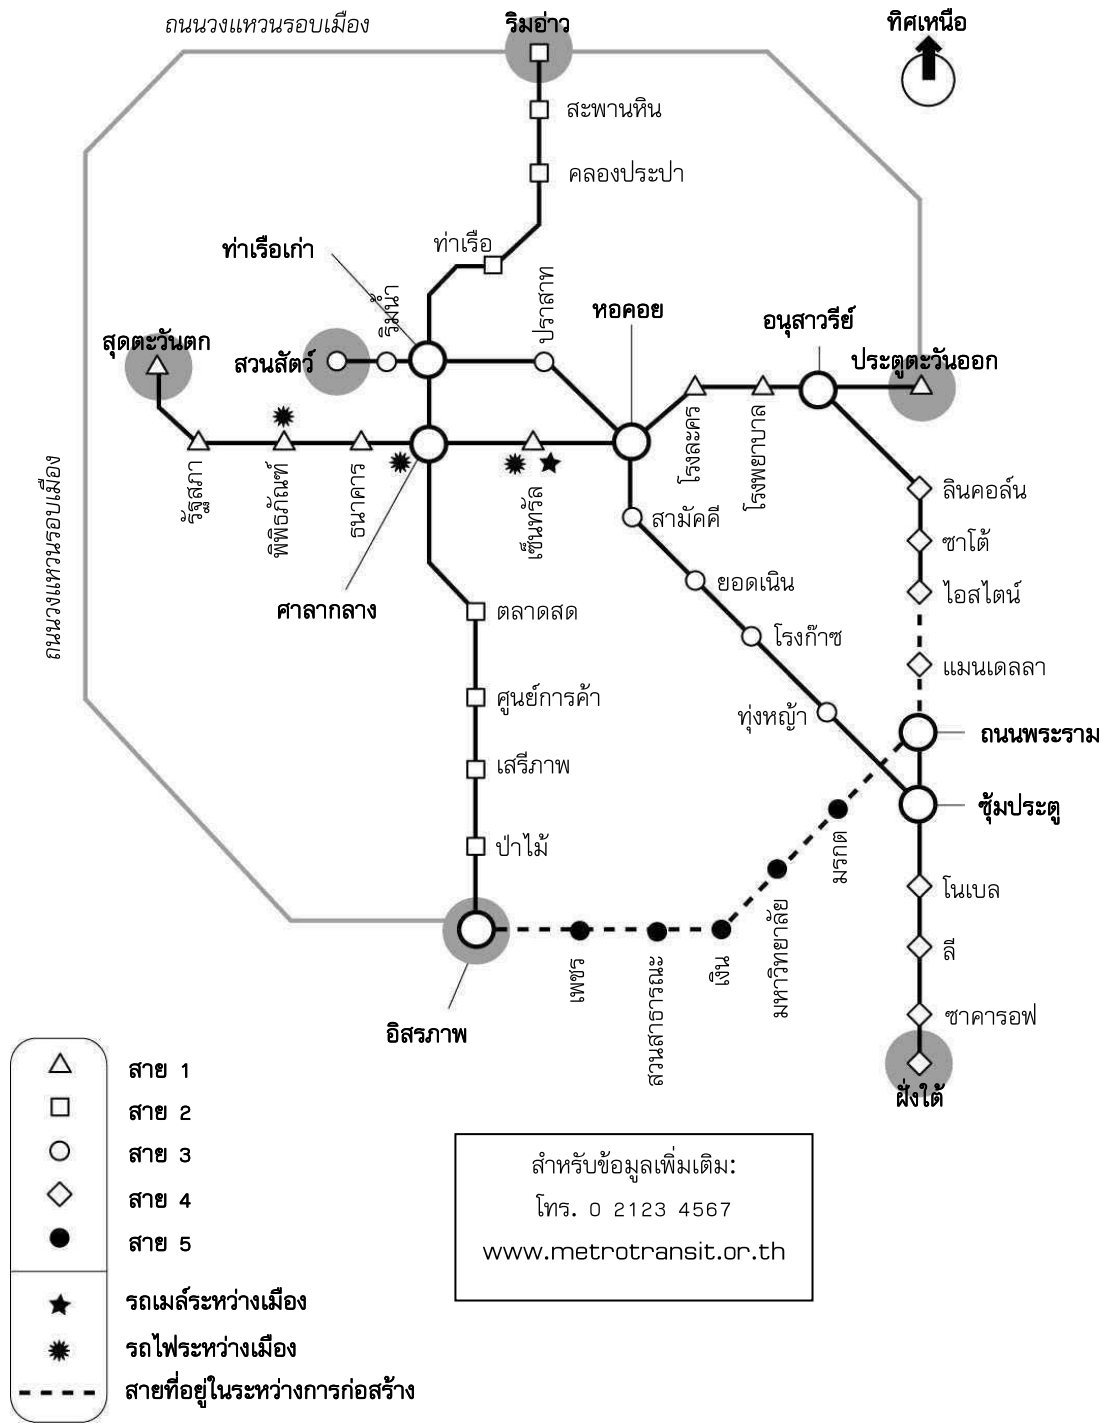 ถนนวงแหวนรอบเมือง
ริมอ่าว
ทิศเหนือ
สะพานหิน
คลองประปา
ท่าเรือ
ท่าเรือเก่า
ริมน้ำ
ปราสาท
หอคอย
อนุสาวรีย์
สุดตะวันตก
สวนสัตว์
ประตูตะวันออก
รัฐสภา
พิพิธภัณฑ์
ธนาคาร
เซ็นทรัล
โรงละคร
โรงพยาบาล
ถนนวงแหวนรอบเมือง
ลินคอล์น
สามัคคี
ซาโต้
ยอดเนิน
ไอสไตน์
ศาลากลาง
ตลาดสด
โรงก๊าซ
แมนเดลลา
ศูนย์การค้า
ทุ่งหญ้า
ถนนพระราม
เสรีภาพ
ซุ้มประตู
ป่าไม้
มรกต
โนเบล
มหาวิทยาลัย
ลี
เพชร
สวนสาธารณะ
เงิน
ซาคารอฟ
อิสรภาพ
ฝั่งใต้
สาย 1
สาย 2
สาย 3
สาย 4
สาย 5
รถเมล์ระหว่างเมือง
รถไฟระหว่างเมือง
สายที่อยู่ในระหว่างการก่อสร้าง
สำหรับข้อมูลเพิ่มเติม:
โทร. 0 2123 4567
www.metrotransit.or.th